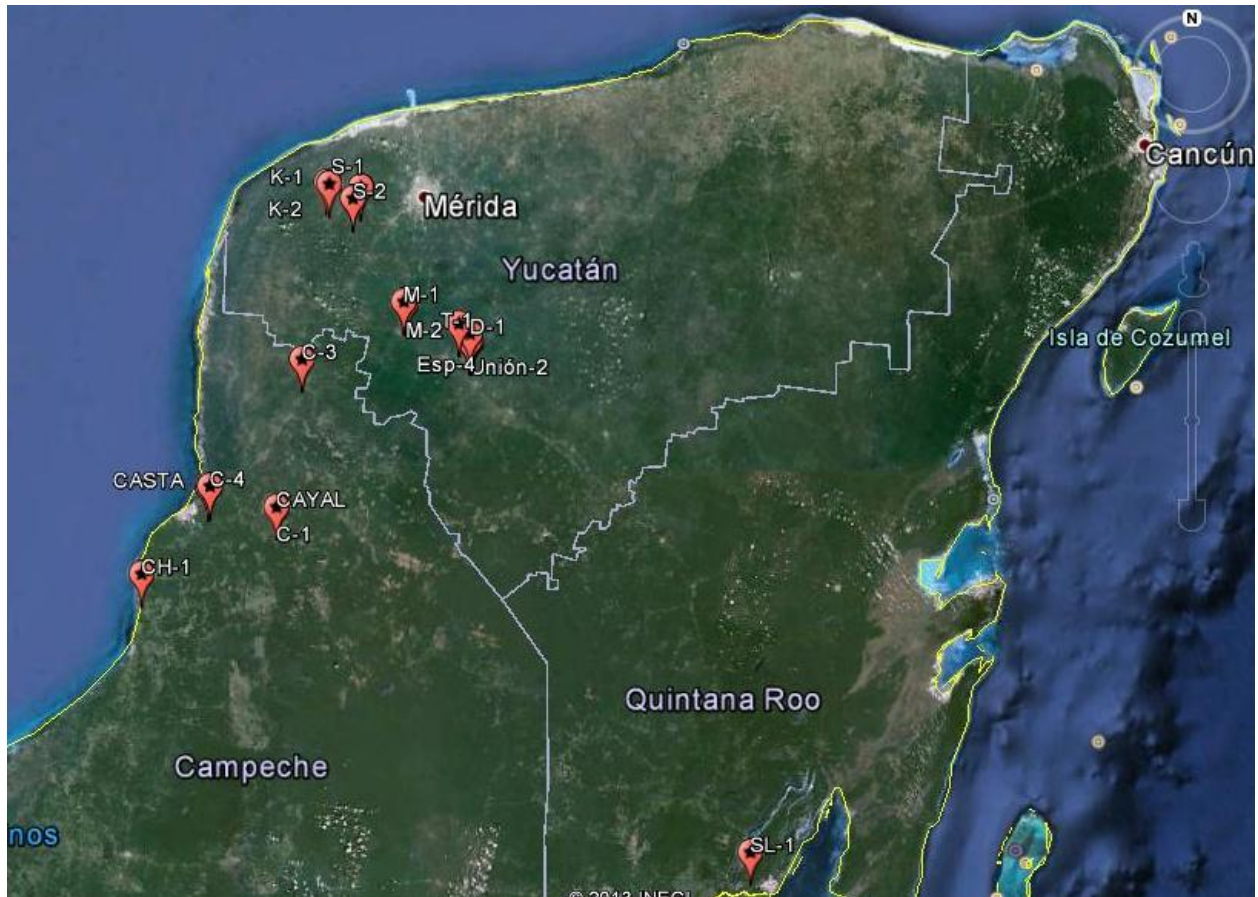 N
Cancún
K-1
S-1
K-2
S-2
Mérida
Yucatán
M-1
M-2
T-1
D-1
Isla de Cozumel
C-3
Esp-4
Unión-2
CASTA
C-4
CAYAL
C-1
CH-1
Quintana Roo
Campeche
nos
SL-1
© 2013 INEGI